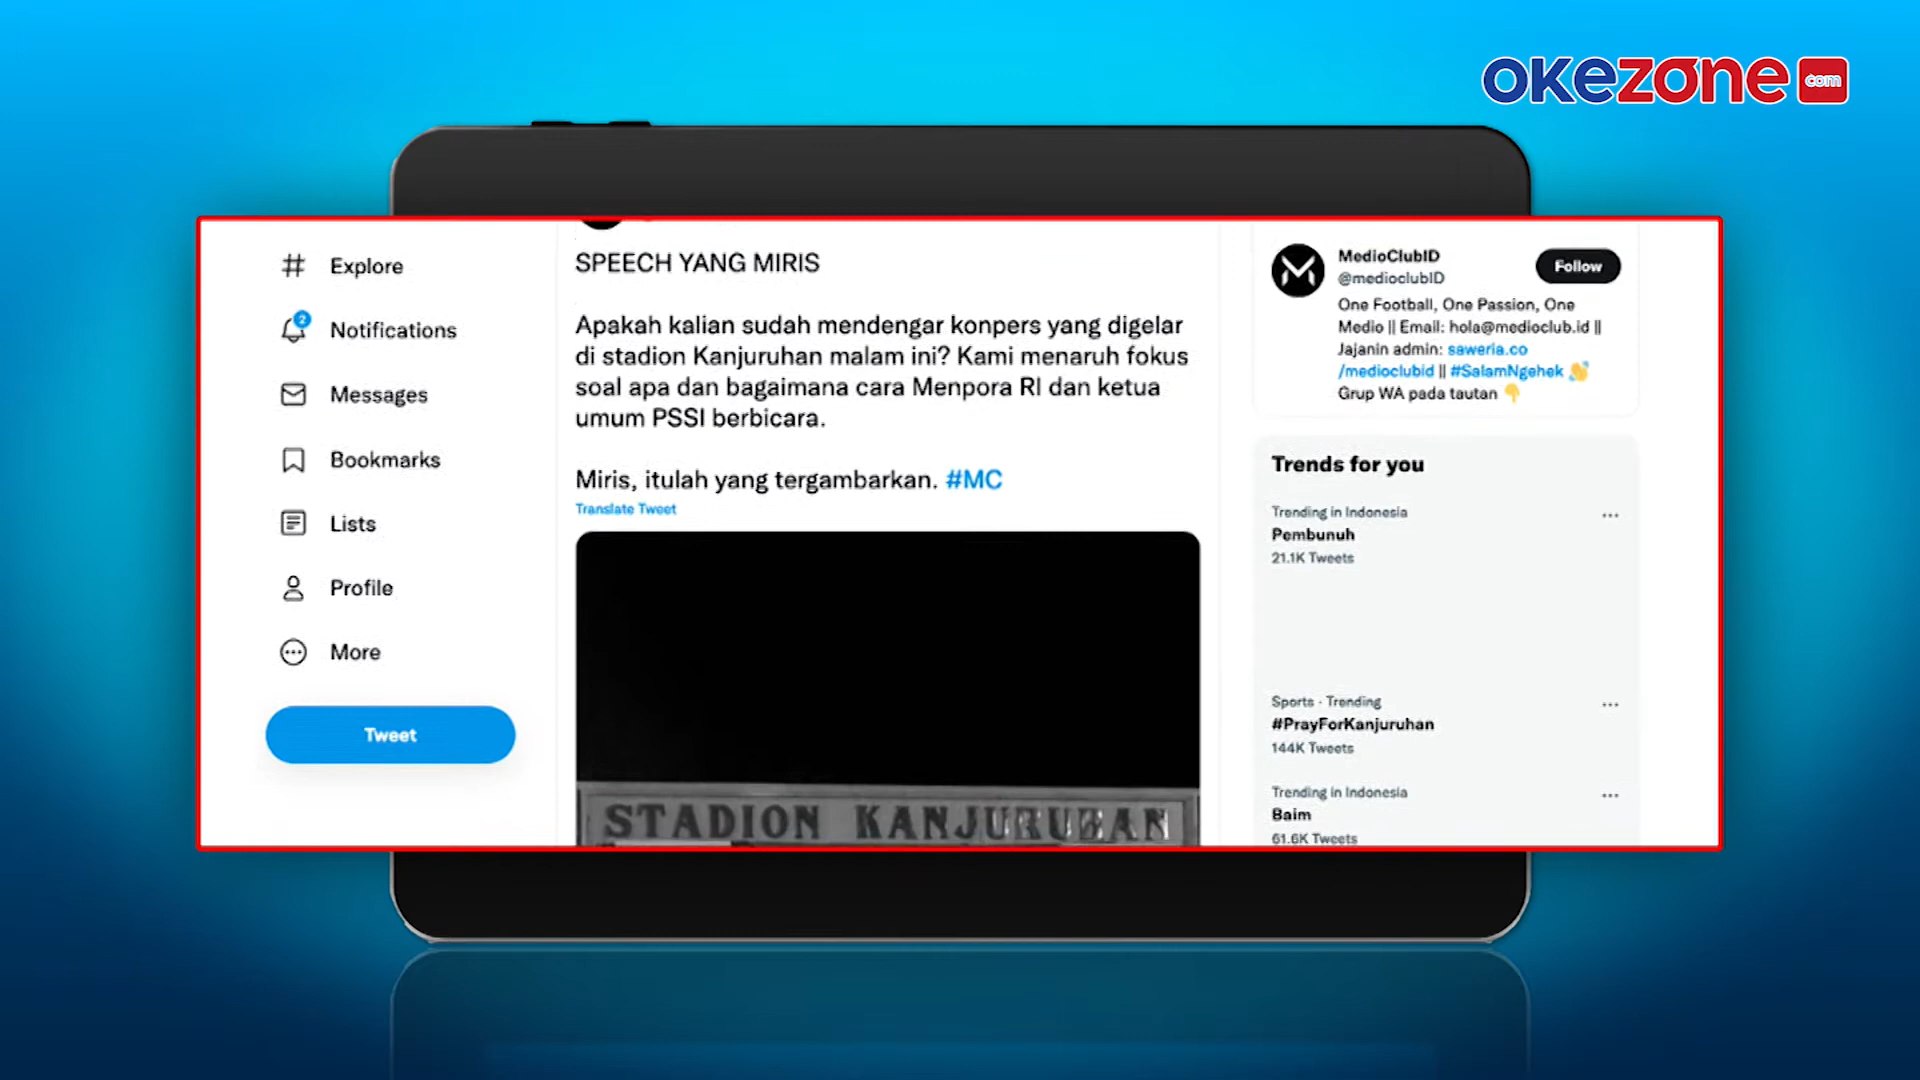 OKEZONE com
Explore
Notifications
2
Messages
Bookmarks
Lists
Profile
More
Tweet
SPEECH YANG MIRIS
Apakah kalian sudah mendengar konpers yang digelar
di stadion Kanjuruhan malam ini? Kami menaruh fokus
soal apa dan bagaimana cara Menpora RI dan ketua
umum PSSI berbicara.
Miris, itulah yang tergambarkan. #MC
Translate Tweet
STADION KANJURUHAN
MedioClubID
@medioclubID
Follow
One Football, One Passion, One
Medio || Email: hola@medioclub.id ||
Jajanin admin: saweria.co
/medioclubid || #SalamNgehek 👋
Grup WA pada tautan 👇
Trends for you
Trending in Indonesia
Pembunuh
21.1K Tweets
Sports · Trending
#PrayForKanjuruhan
144K Tweets
Trending in Indonesia
Baim
61.6K Tweets